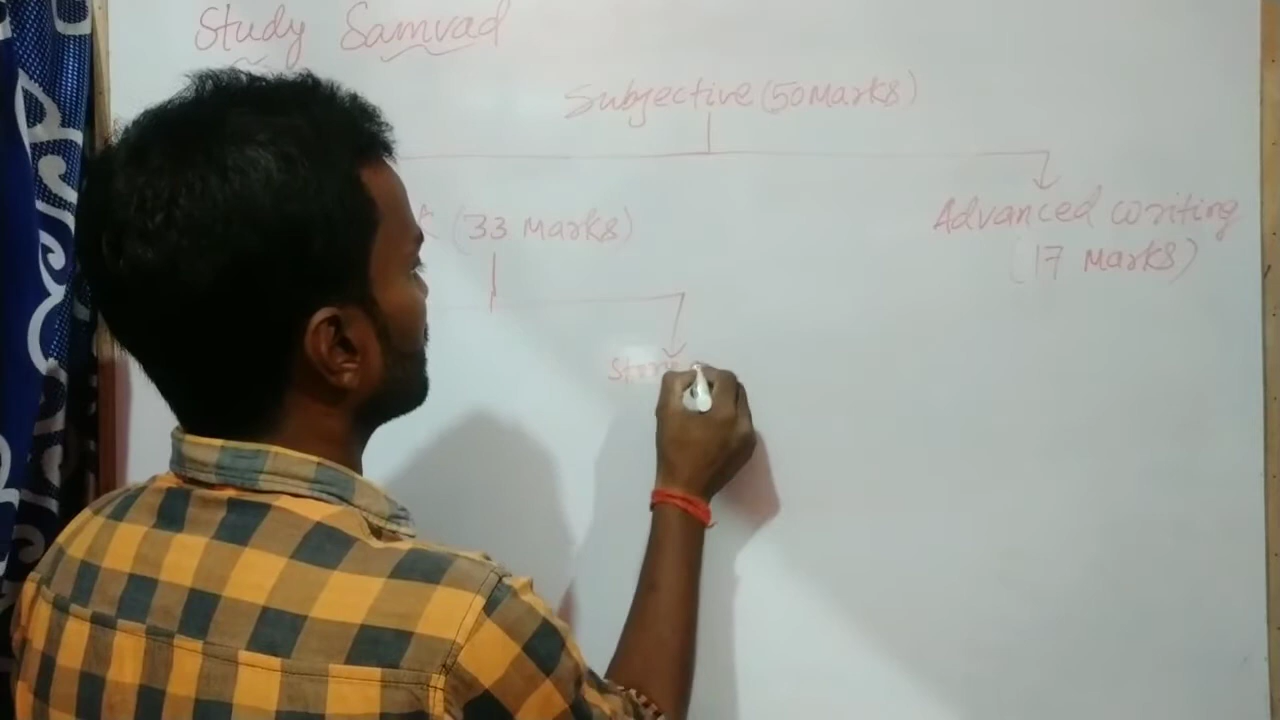 Study Samvad
Subjective (50 Marks)
(33 Marks)
Advanced writing
(17 Marks)